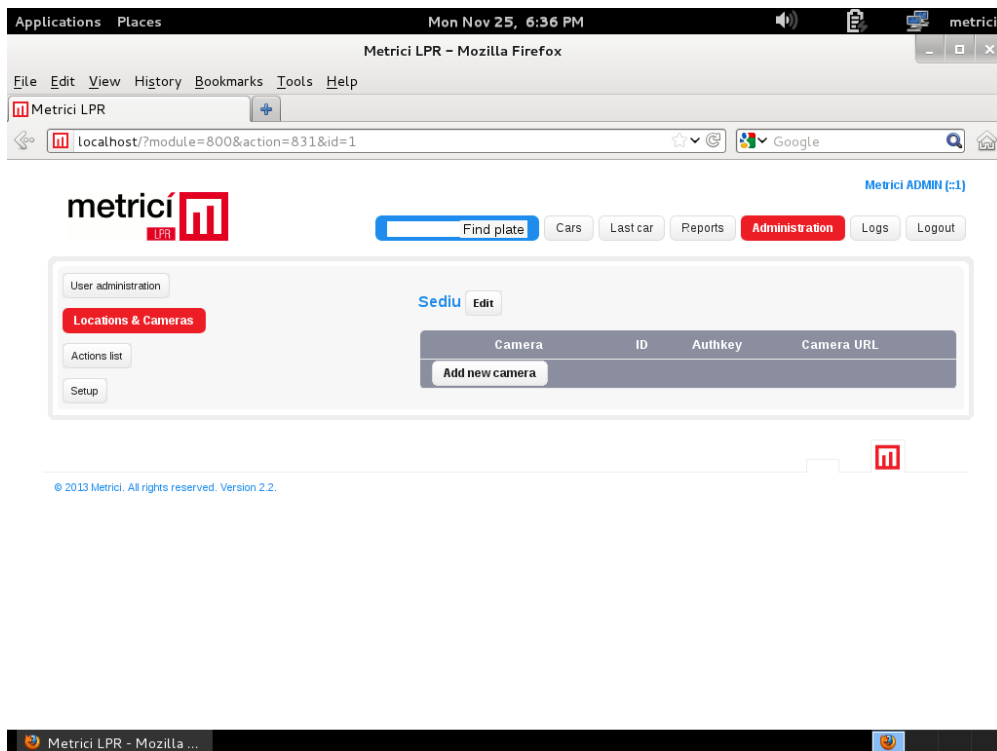 Applications Places Mon Nov 25, 6:36 PM metrici
Metrici LPR – Mozilla Firefox
File Edit View History Bookmarks Tools Help
Metrici LPR
localhost/?module=800&action=831&id=1 Google
Metrici ADMIN (::1)
metricí
LPR
Find plate Cars Last car Reports Administration Logs Logout
User administration
Sediu Edit
Locations & Cameras
Camera ID Authkey Camera URL
Actions list
Add new camera
Setup
© 2013 Metrici. All rights reserved. Version 2.2.
Metrici LPR - Mozilla ...